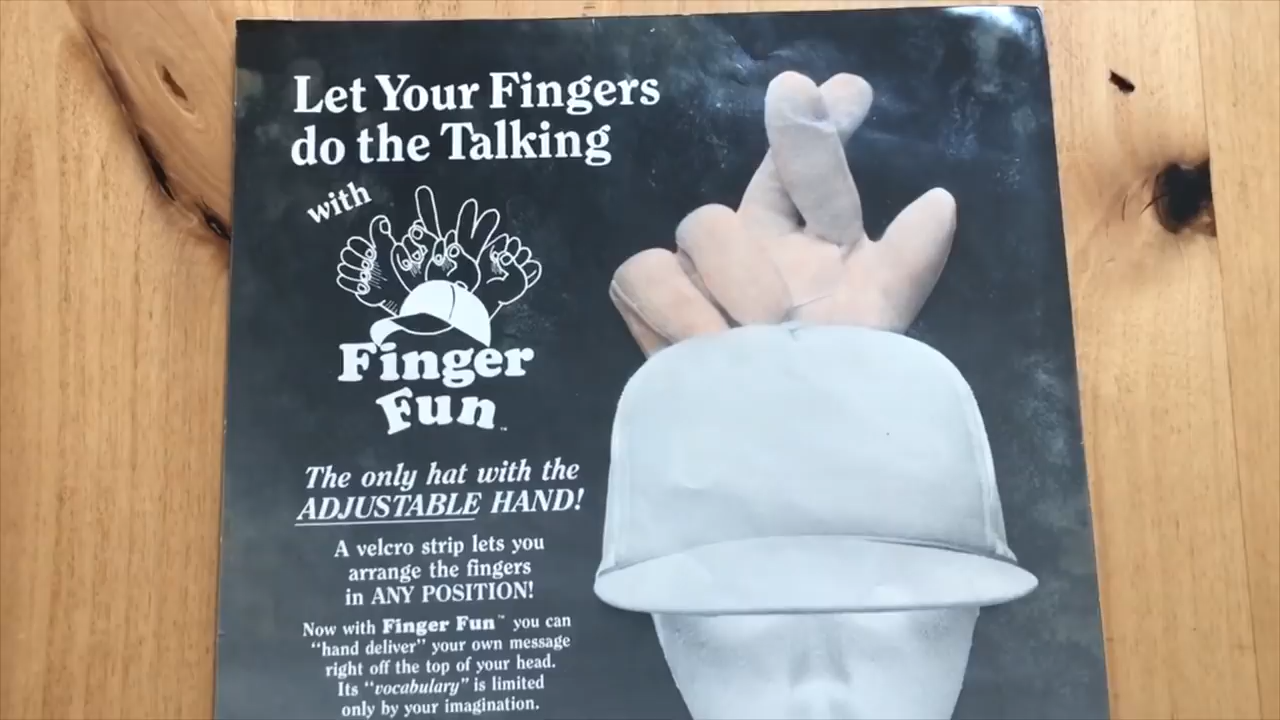 Let Your Fingers
do the Talking
with
Finger
Fun™
The only hat with the
ADJUSTABLE HAND!
A velcro strip lets you
arrange the fingers
in ANY POSITION!
Now with Finger Fun™ you can
“hand deliver” your own message
right off the top of your head.
Its “vocabulary” is limited
only by your imagination.